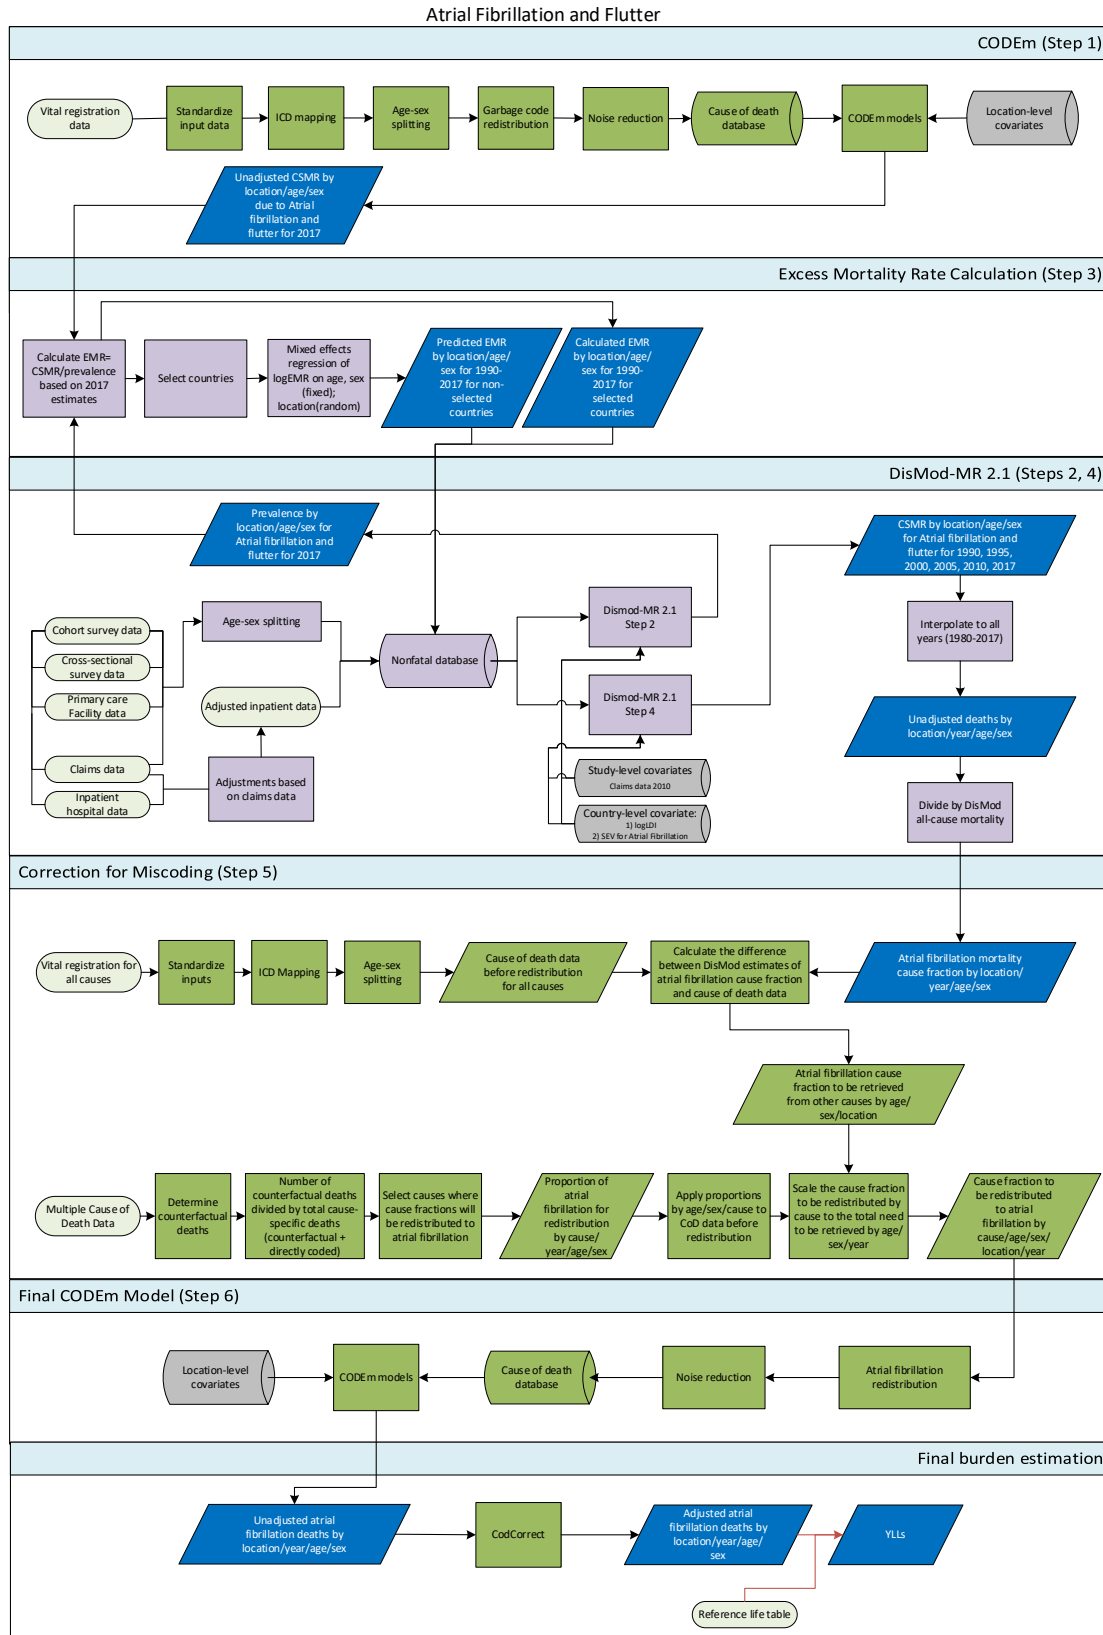 Atrial Fibrillation and Flutter
CODEm (Step 1)
Vital registration
data
Standardize
input data
ICD mapping
Age-sex
splitting
Garbage code
redistribution
Noise reduction
Cause of death
database
CODEm models
Location-level
covariates
Unadjusted CSMR by
location/age/sex
due to Atrial
fibrillation and
flutter for 2017
Excess Mortality Rate Calculation (Step 3)
Calculate EMR=
CSMR/prevalence
based on 2017
estimates
Select countries
Mixed effects
regression of
logEMR on age, sex
(fixed);
location(random)
Predicted EMR
by location/age/
sex for 1990-
2017 for non-
selected
countries
Calculated EMR
by location/age/
sex for 1990-
2017 for
selected
countries
DisMod-MR 2.1 (Steps 2, 4)
Prevalence by
location/age/sex for
Atrial fibrillation and
flutter for 2017
CSMR by location/age/sex
for Atrial fibrillation and
flutter for 1990, 1995,
2000, 2005, 2010, 2017
Cohort survey data
Cross-sectional
survey data
Primary care
Facility data
Claims data
Inpatient
hospital data
Age-sex splitting
Adjusted inpatient data
Adjustments based
on claims data
Nonfatal database
Dismod-MR 2.1
Step 2
Dismod-MR 2.1
Step 4
Study-level covariates
Claims data 2010
Country-level covariate:
1) logLDI
2) SEV for Atrial Fibrillation
Interpolate to all
years (1980-2017)
Unadjusted deaths by
location/year/age/sex
Divide by DisMod
all-cause mortality
Correction for Miscoding (Step 5)
Vital registration for
all causes
Standardize
inputs
ICD Mapping
Age-sex
splitting
Cause of death data
before redistribution
for all causes
Calculate the difference
between DisMod estimates of
atrial fibrillation cause fraction
and cause of death data
Atrial fibrillation mortality
cause fraction by location/
year/age/sex
Atrial fibrillation cause
fraction to be retrieved
from other causes by age/
sex/location
Multiple Cause of
Death Data
Determine
counterfactual
deaths
Number of
counterfactual deaths
divided by total cause-
specific deaths
(counterfactual +
directly coded)
Select causes where
cause fractions will
be redistributed to
atrial fibrillation
Proportion of
atrial
fibrillation for
redistribution
by cause/
year/age/sex
Apply proportions
by age/sex/cause to
CoD data before
redistribution
Scale the cause fraction
to be redistributed by
cause to the total need
to be retrieved by age/
sex/year
Cause fraction to
be redistributed
to atrial
fibrillation by
cause/age/sex/
location/year
Final CODEm Model (Step 6)
Location-level
covariates
CODEm models
Cause of death
database
Noise reduction
Atrial fibrillation
redistribution
Final burden estimation
Unadjusted atrial
fibrillation deaths by
location/year/age/sex
CodCorrect
Adjusted atrial
fibrillation deaths by
location/year/age/
sex
YLLs
Reference life table